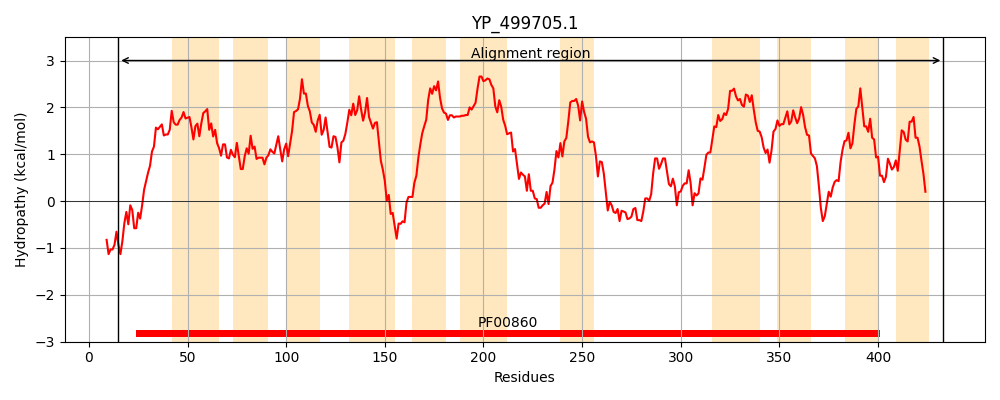 YP_499705.1
Alignment region
3
2
1
0
−1
−2
−3
Hydropathy (kcal/mol)
PF00860
0 50 100 150 200 250 300 350 400
Residues